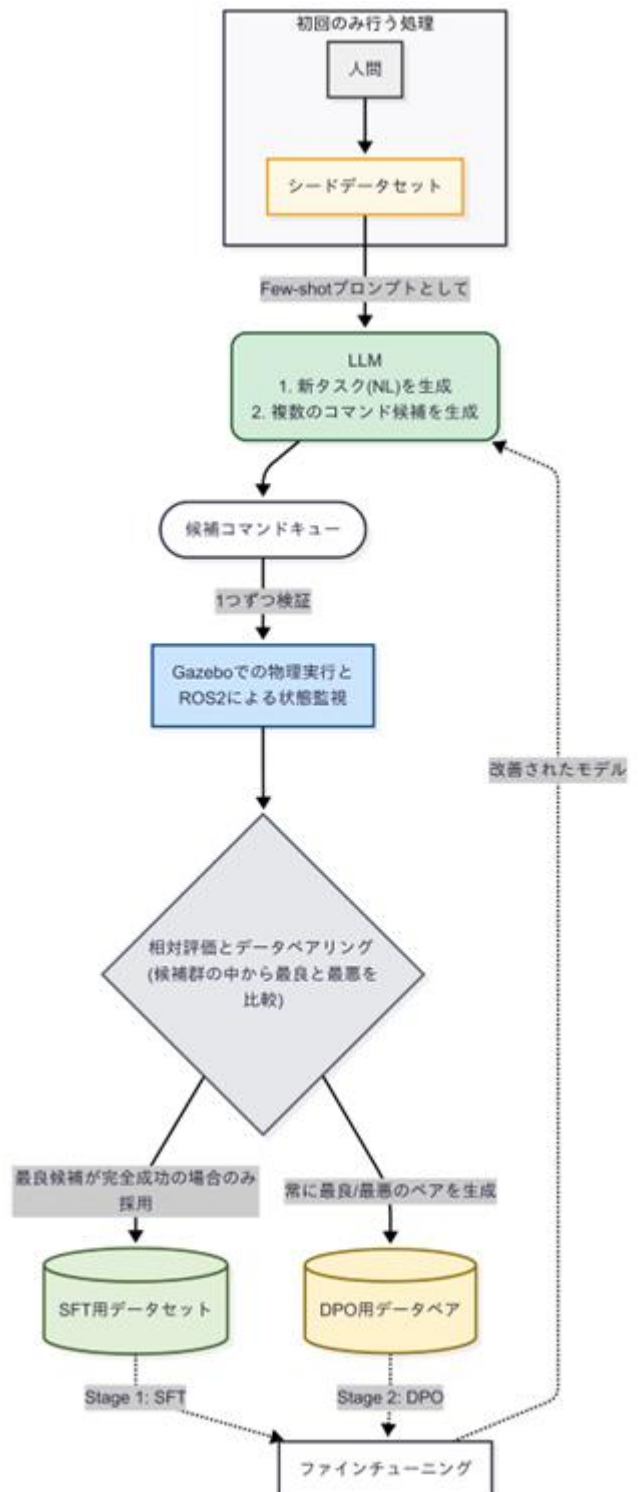 初回のみ行う処理
人間
シードデータセット
Few-shotプロンプトとして
LLM
1. 新タスク(NL)を生成
2. 複数のコマンド候補を生成
候補コマンドキュー
1つずつ検証
Gazeboでの物理実行と
ROS2による状態監視
改善されたモデル
相対評価とデータペアリング
(候補群の中から最良と最悪を
比較)
最良候補が完全成功の場合のみ
採用
常に最良/最悪のペアを生成
SFT用データセット
DPO用データペア
Stage 1: SFT
Stage 2: DPO
ファインチューニング